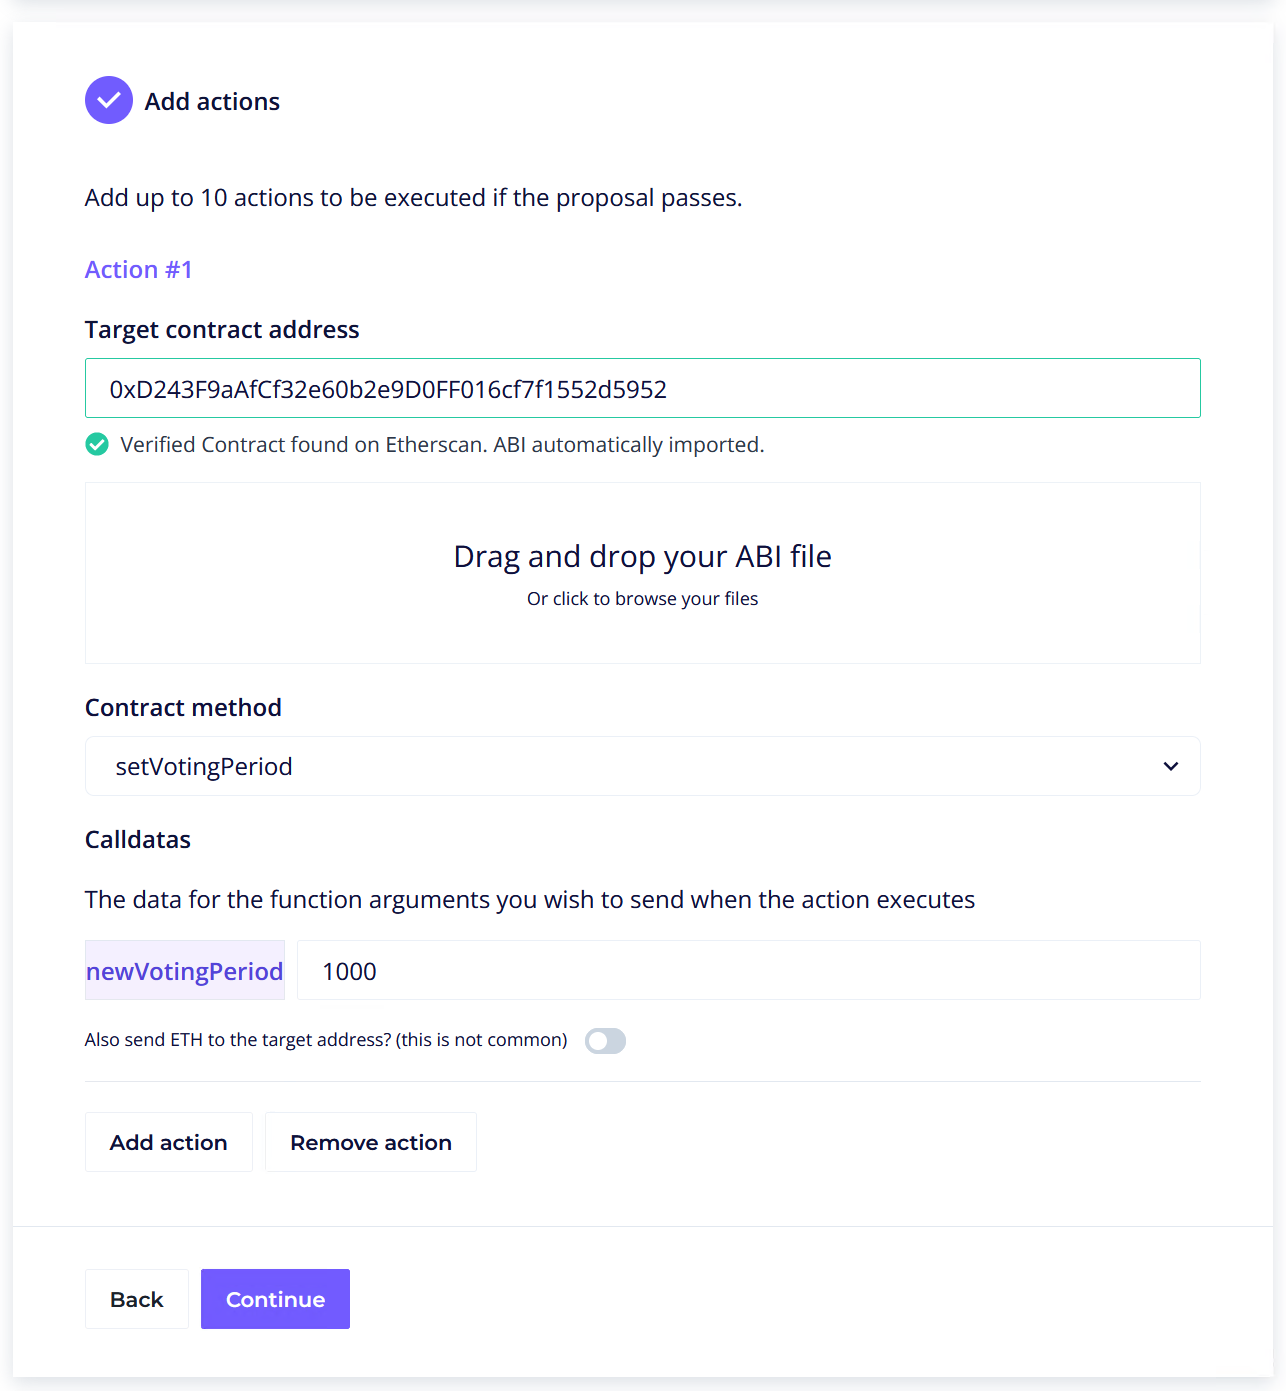 Add actions
Add up to 10 actions to be executed if the proposal passes.
Action #1
Target contract address
0xD243F9aAfCf32e60b2e9D0FF016cf7f1552d5952
Verified Contract found on Etherscan. ABI automatically imported.
Drag and drop your ABI file
Or click to browse your files
Contract method
setVotingPeriod
Calldatas
The data for the function arguments you wish to send when the action executes
newVotingPeriod 1000
Also send ETH to the target address? (this is not common)
Add action Remove action
Back Continue